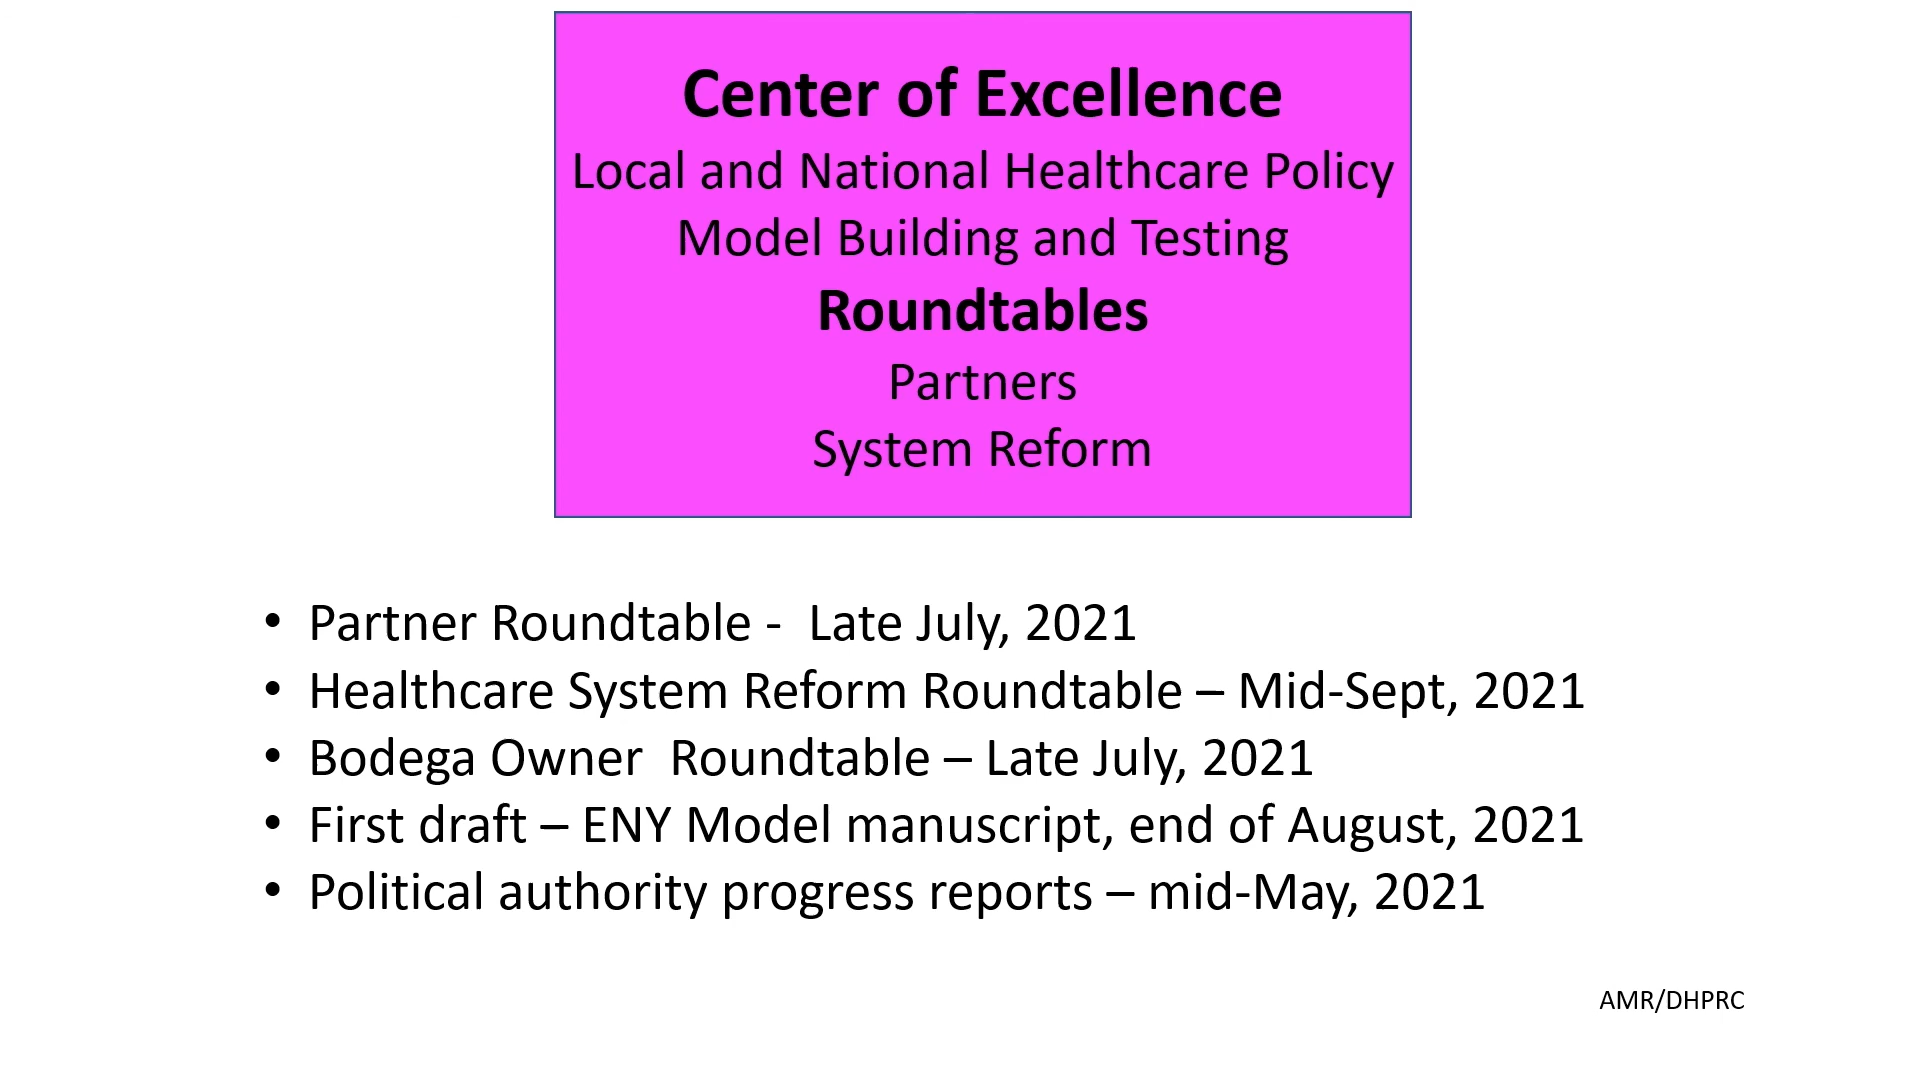 Center of Excellence
Local and National Healthcare Policy
Model Building and Testing
Roundtables
Partners
System Reform
• Partner Roundtable -  Late July, 2021
• Healthcare System Reform Roundtable – Mid-Sept, 2021
• Bodega Owner  Roundtable – Late July, 2021
• First draft – ENY Model manuscript, end of August, 2021
• Political authority progress reports – mid-May, 2021
AMR/DHPRC